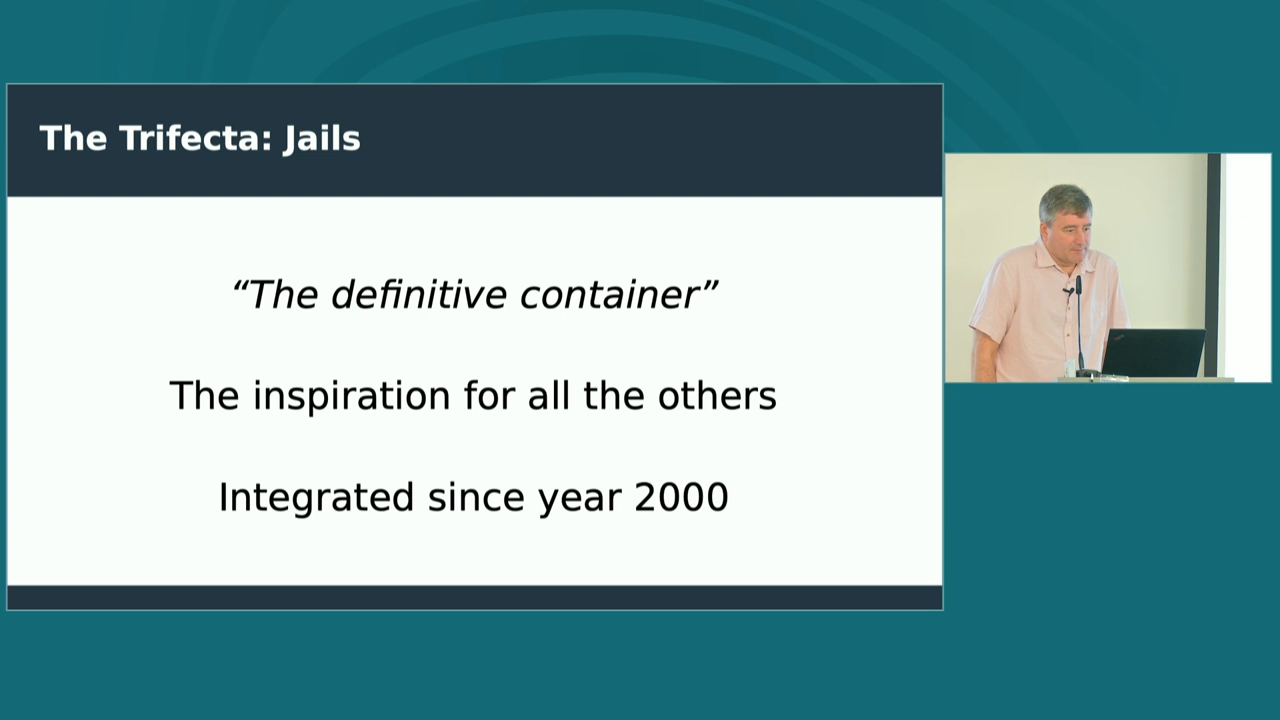 The Trifecta: Jails
“The definitive container”
The inspiration for all the others
Integrated since year 2000